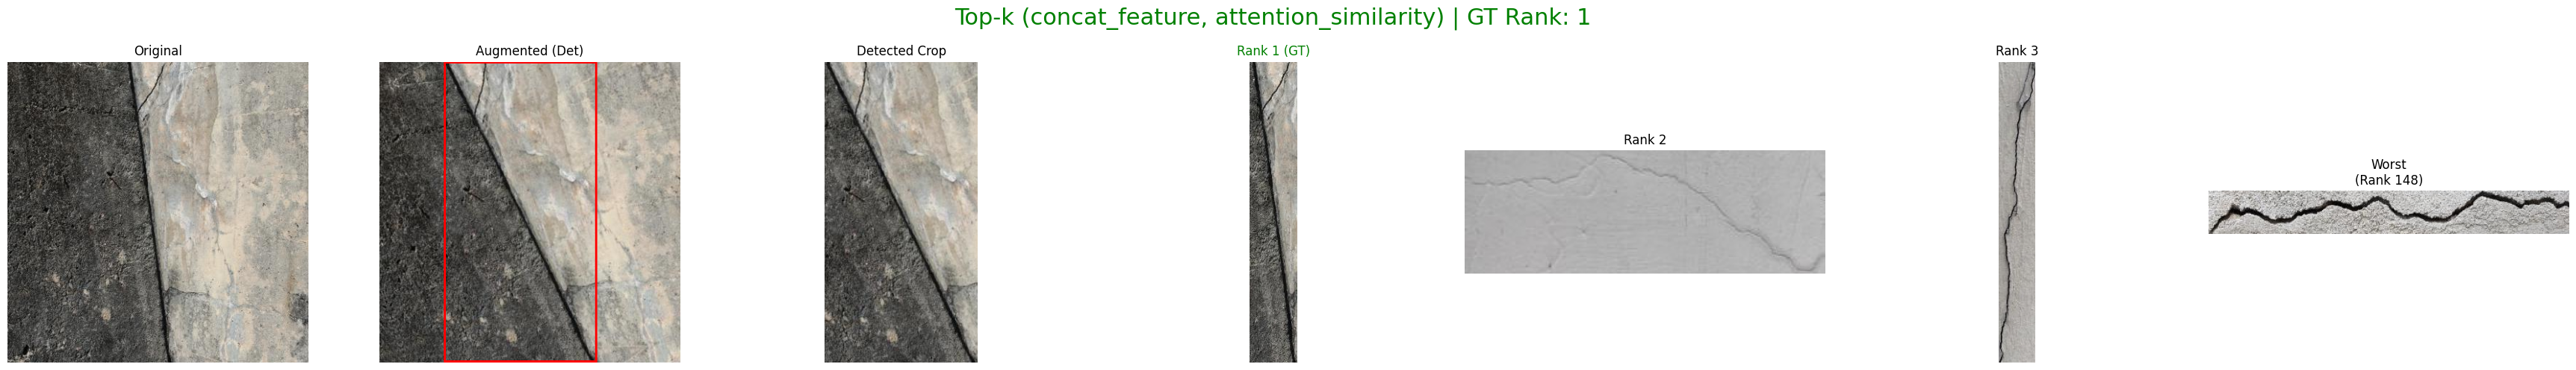 Top-k (concat_feature, attention_similarity) | GT Rank: 1
Original
Augmented (Det)
Detected Crop
Rank 1 (GT)
Rank 2
Rank 3
Worst
(Rank 148)